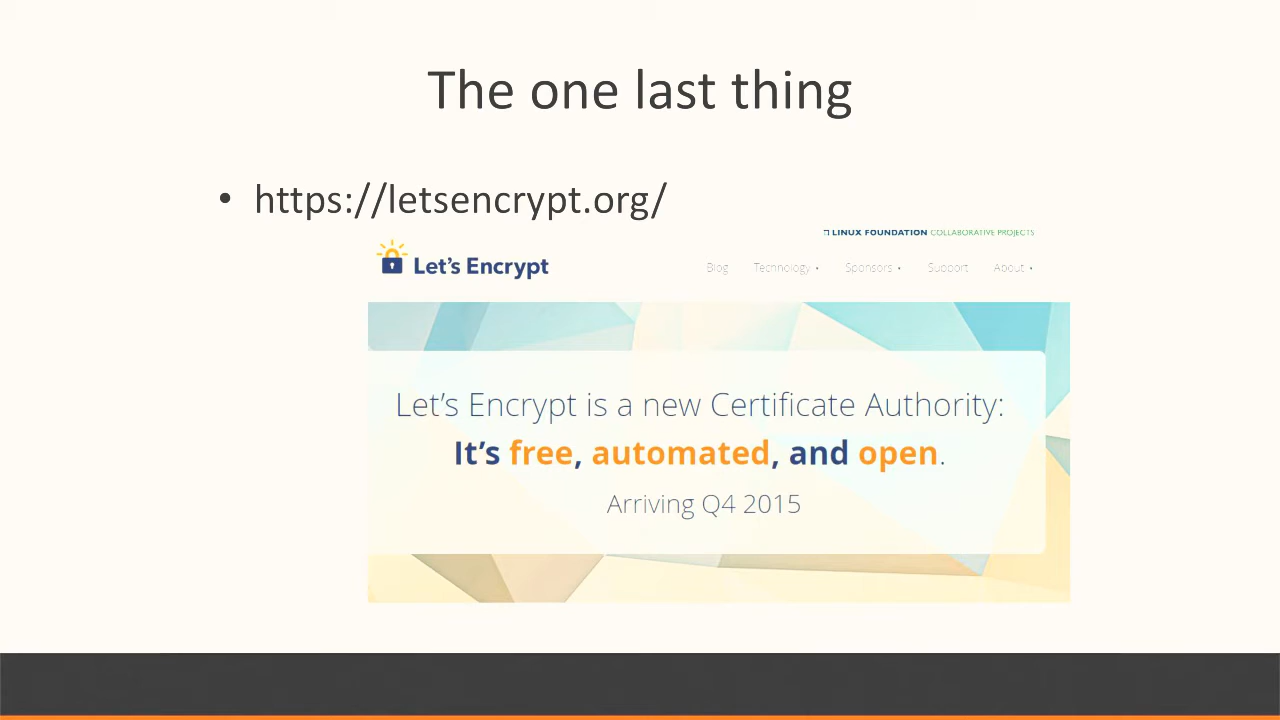 The one last thing
• https://letsencrypt.org/
LINUX FOUNDATION COLLABORATIVE PROJECTS
Let's Encrypt
Blog Technology Sponsors Support About
Let's Encrypt is a new Certificate Authority:
It's free, automated, and open.
Arriving Q4 2015